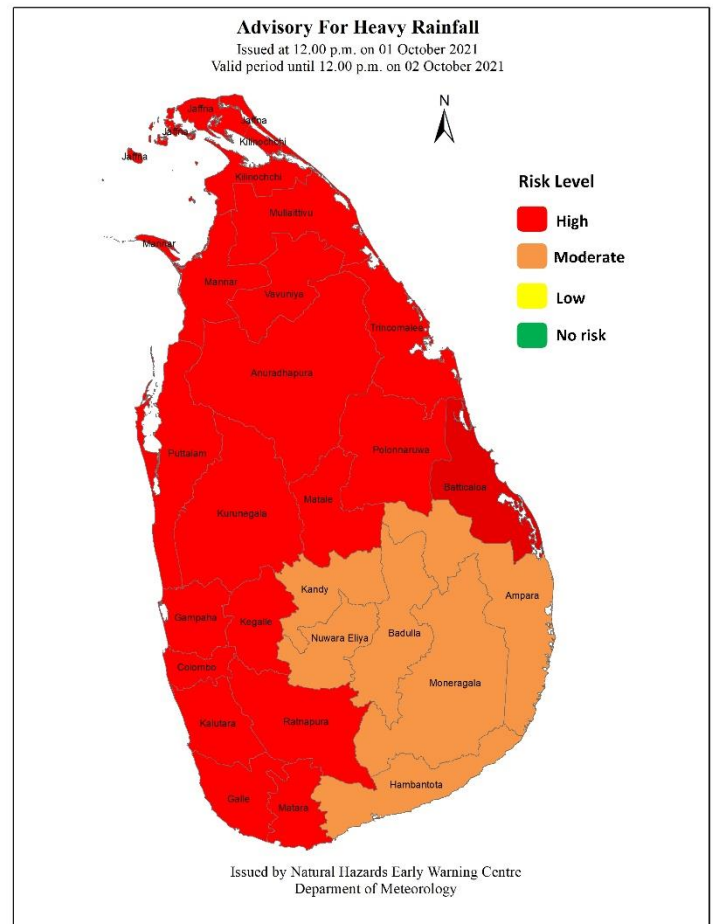 Advisory For Heavy Rainfall
Issued at 12.00 p.m. on 01 October 2021
Valid period until 12.00 p.m. on 02 October 2021
N
Jaffna
Jaffna
Jaffna
Kilinochchi
Jaffna
Kilinochchi
Mullaittivu
Mannar
Mannar
Vavuniya
Trincomalee
Anuradhapura
Puttalam
Polonnaruwa
Batticaloa
Kurunegala
Matale
Kandy
Ampara
Gampaha
Kegalle
Nuwara Eliya
Badulla
Colombo
Moneragala
Kalutara
Ratnapura
Hambantota
Galle
Matara
Risk Level
High
Moderate
Low
No risk
Issued by Natural Hazards Early Warning Centre
Deparment of Meteorology